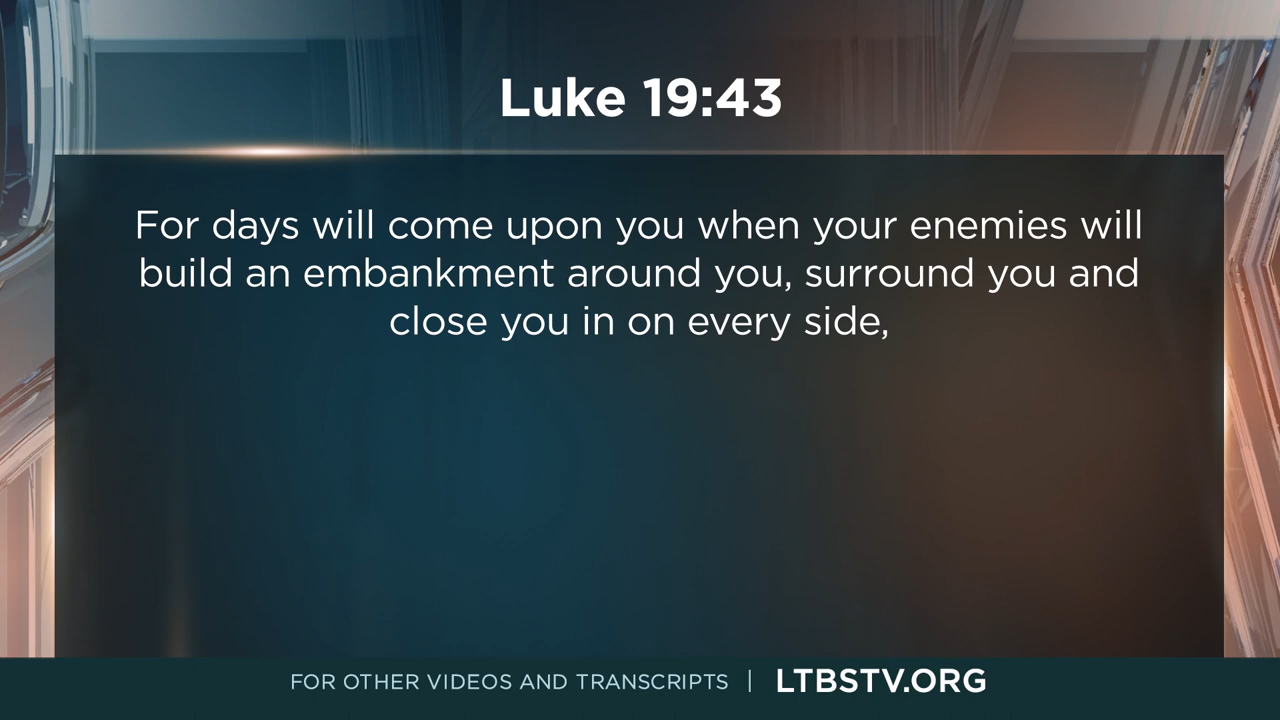 Luke 19:43
For days will come upon you when your enemies will
build an embankment around you, surround you and
close you in on every side,
FOR OTHER VIDEOS AND TRANSCRIPTS | LTBSTV.ORG